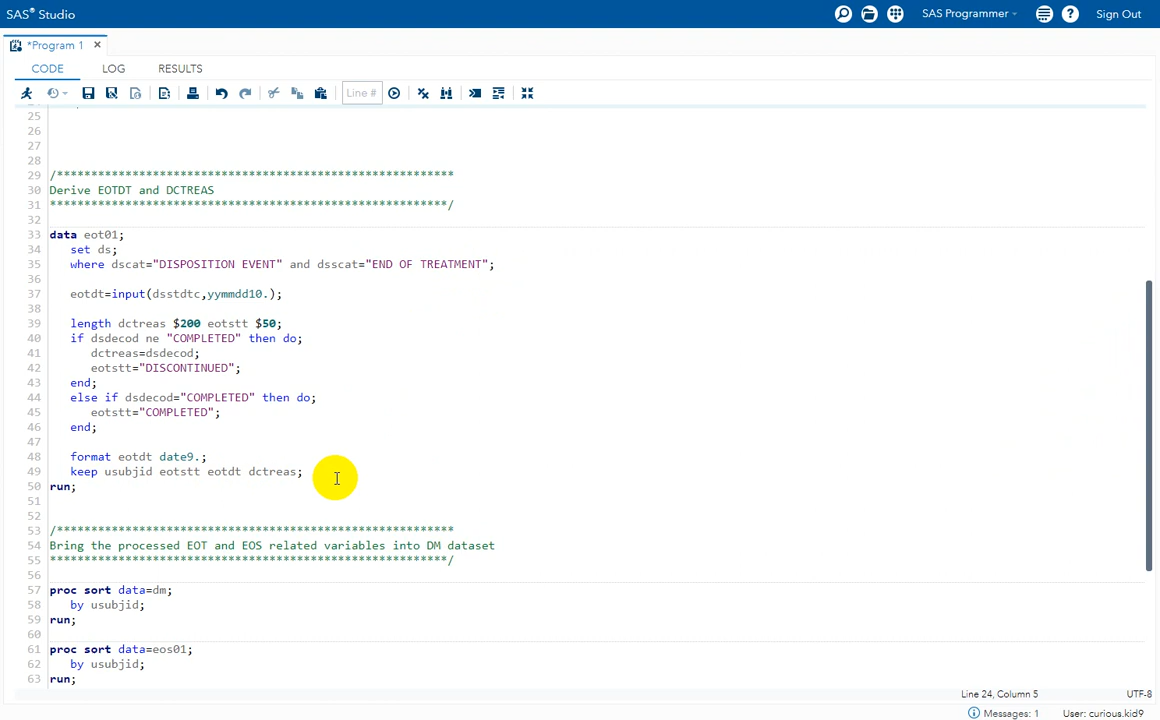 SAS® Studio
SAS Programmer
Sign Out
*Program 1
CODE LOG RESULTS
Line #
25
26
27
28
29 /**********************************************************
30 Derive EOTDT and DCTREAS
31 **********************************************************/
32
33 data eot01;
34 set ds;
35 where dscat="DISPOSITION EVENT" and dsscat="END OF TREATMENT";
36
37 eotdt=input(dsstdtc,yymmdd10.);
38
39 length dctreas $200 eotstt $50;
40 if dsdecod ne "COMPLETED" then do;
41 dctreas=dsdecod;
42 eotstt="DISCONTINUED";
43 end;
44 else if dsdecod="COMPLETED" then do;
45 eotstt="COMPLETED";
46 end;
47
48 format eotdt date9.;
49 keep usubjid eotstt eotdt dctreas;
50 run;
51
52
53 /**********************************************************
54 Bring the processed EOT and EOS related variables into DM dataset
55 **********************************************************/
56
57 proc sort data=dm;
58 by usubjid;
59 run;
60
61 proc sort data=eos01;
62 by usubjid;
63 run;
Line 24, Column 5
UTF-8
Messages: 1
User: curious.kid9